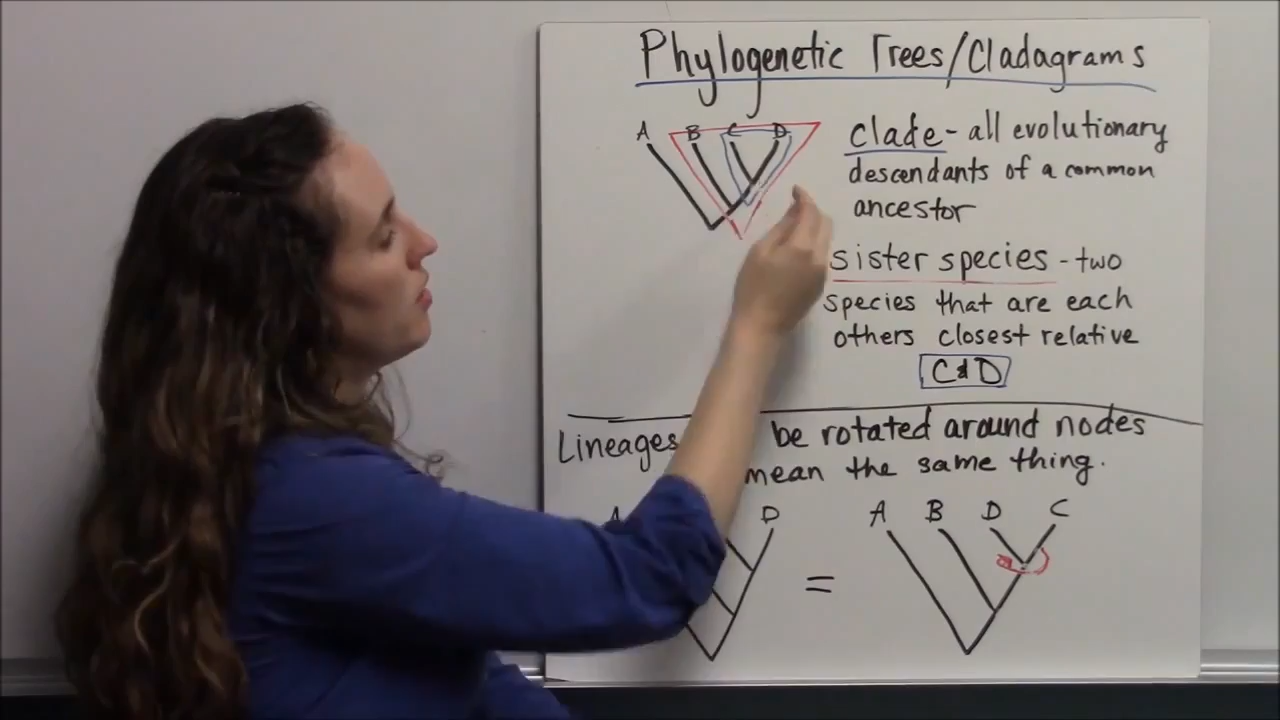 Phylogenetic Trees/Cladagrams
A B C D
clade - all evolutionary
descendants of a common
ancestor
sister species - two
species that are each
others closest relative
C & D
Lineages be rotated around nodes
mean the same thing.
D
=
A B D C